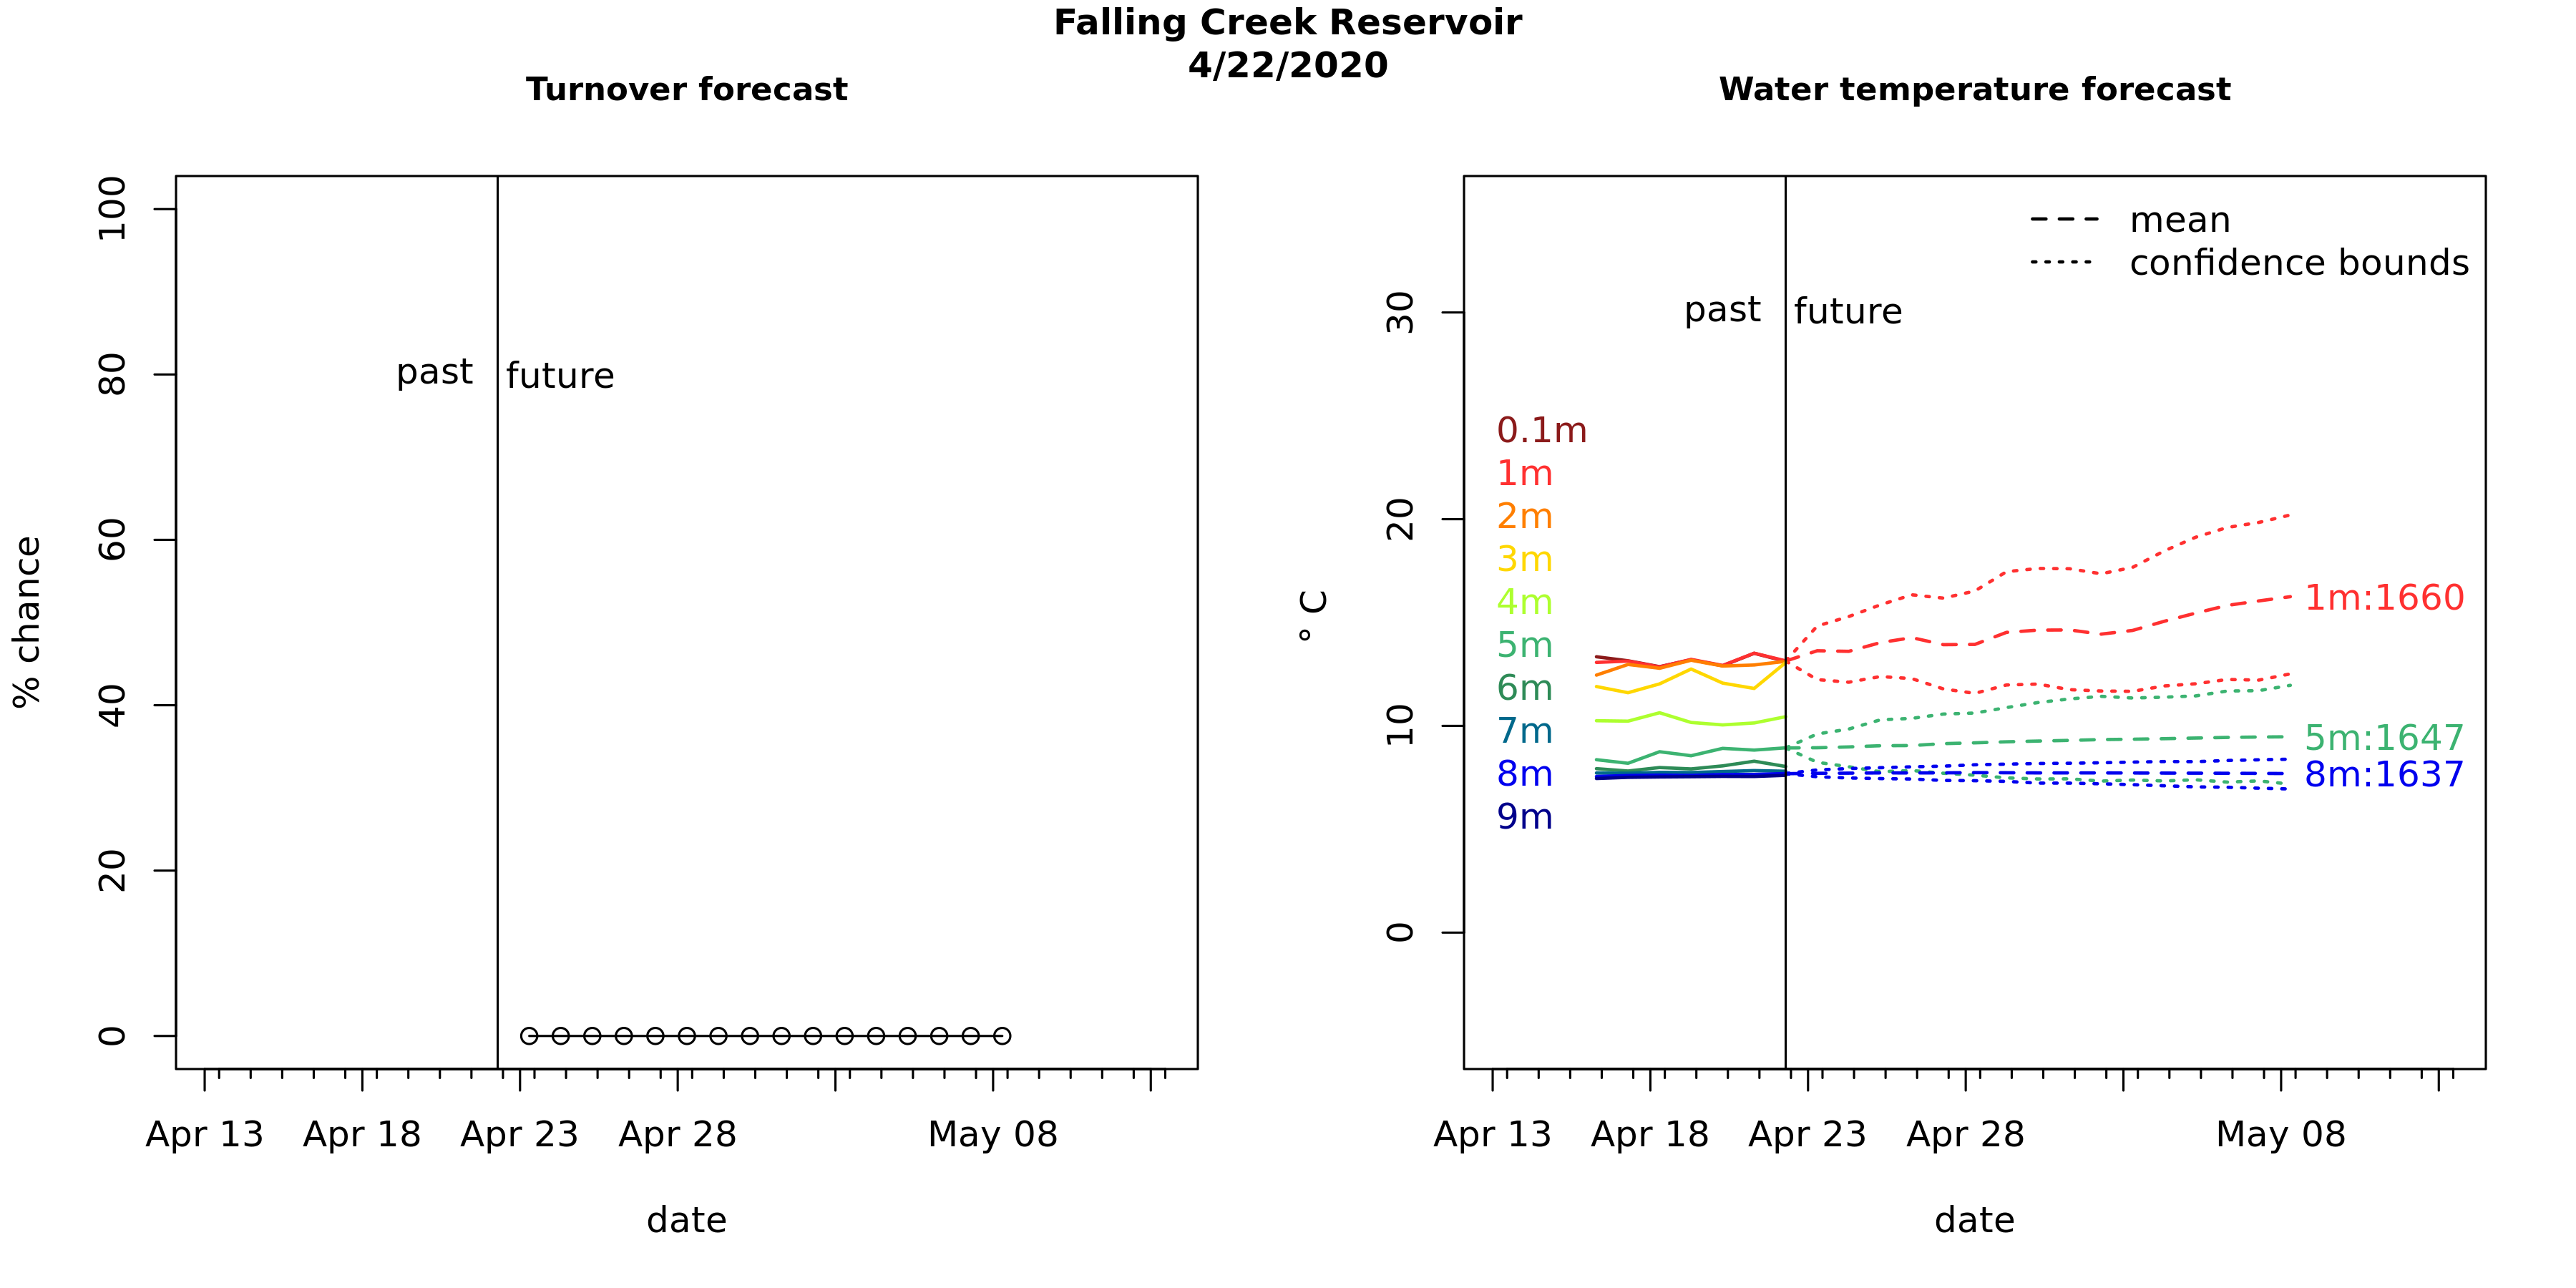 Falling Creek Reservoir
4/22/2020
Turnover forecast
% chance
100
80
60
40
20
0
past
future
Apr 13
Apr 18
Apr 23
Apr 28
May 08
date
Water temperature forecast
° C
30
20
10
0
mean
confidence bounds
past
future
0.1m
1m
2m
3m
4m
5m
6m
7m
8m
9m
1m:1660
5m:1647
8m:1637
Apr 13
Apr 18
Apr 23
Apr 28
May 08
date